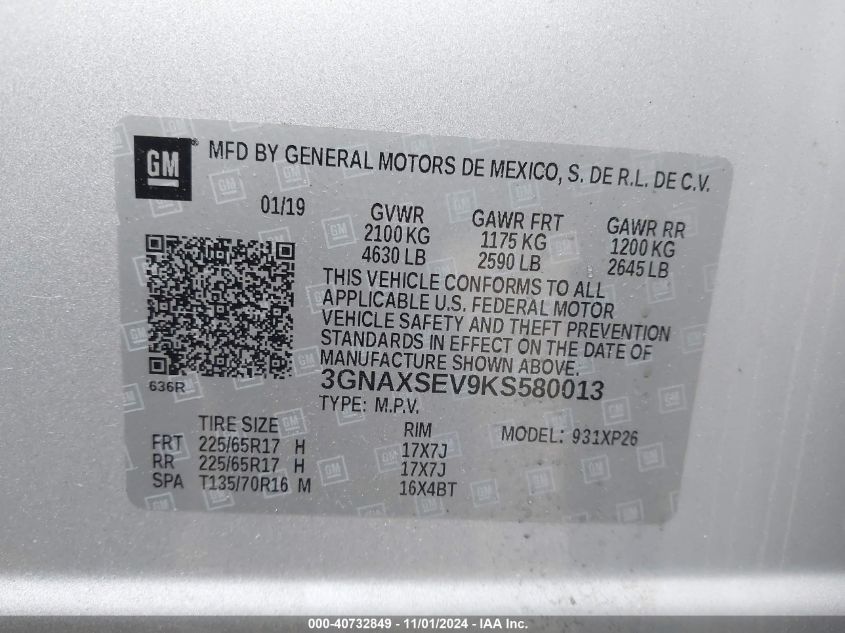 GM ® MFD BY GENERAL MOTORS DE MEXICO, S. DE R.L. DE C.V.
01/19 GVWR GAWR FRT GAWR RR
2100 KG 1175 KG 1200 KG
4630 LB 2590 LB 2645 LB
THIS VEHICLE CONFORMS TO ALL
APPLICABLE U.S. FEDERAL MOTOR
VEHICLE SAFETY AND THEFT PREVENTION
STANDARDS IN EFFECT ON THE DATE OF
MANUFACTURE SHOWN ABOVE.
636R 3GNAXSEV9KS580013
TYPE: M.P.V.
TIRE SIZE RIM MODEL: 931XP26
FRT 225/65R17 H 17X7J
RR 225/65R17 H 17X7J
SPA T135/70R16 M 16X4BT
000-40732849 - 11/01/2024 - IAA Inc.